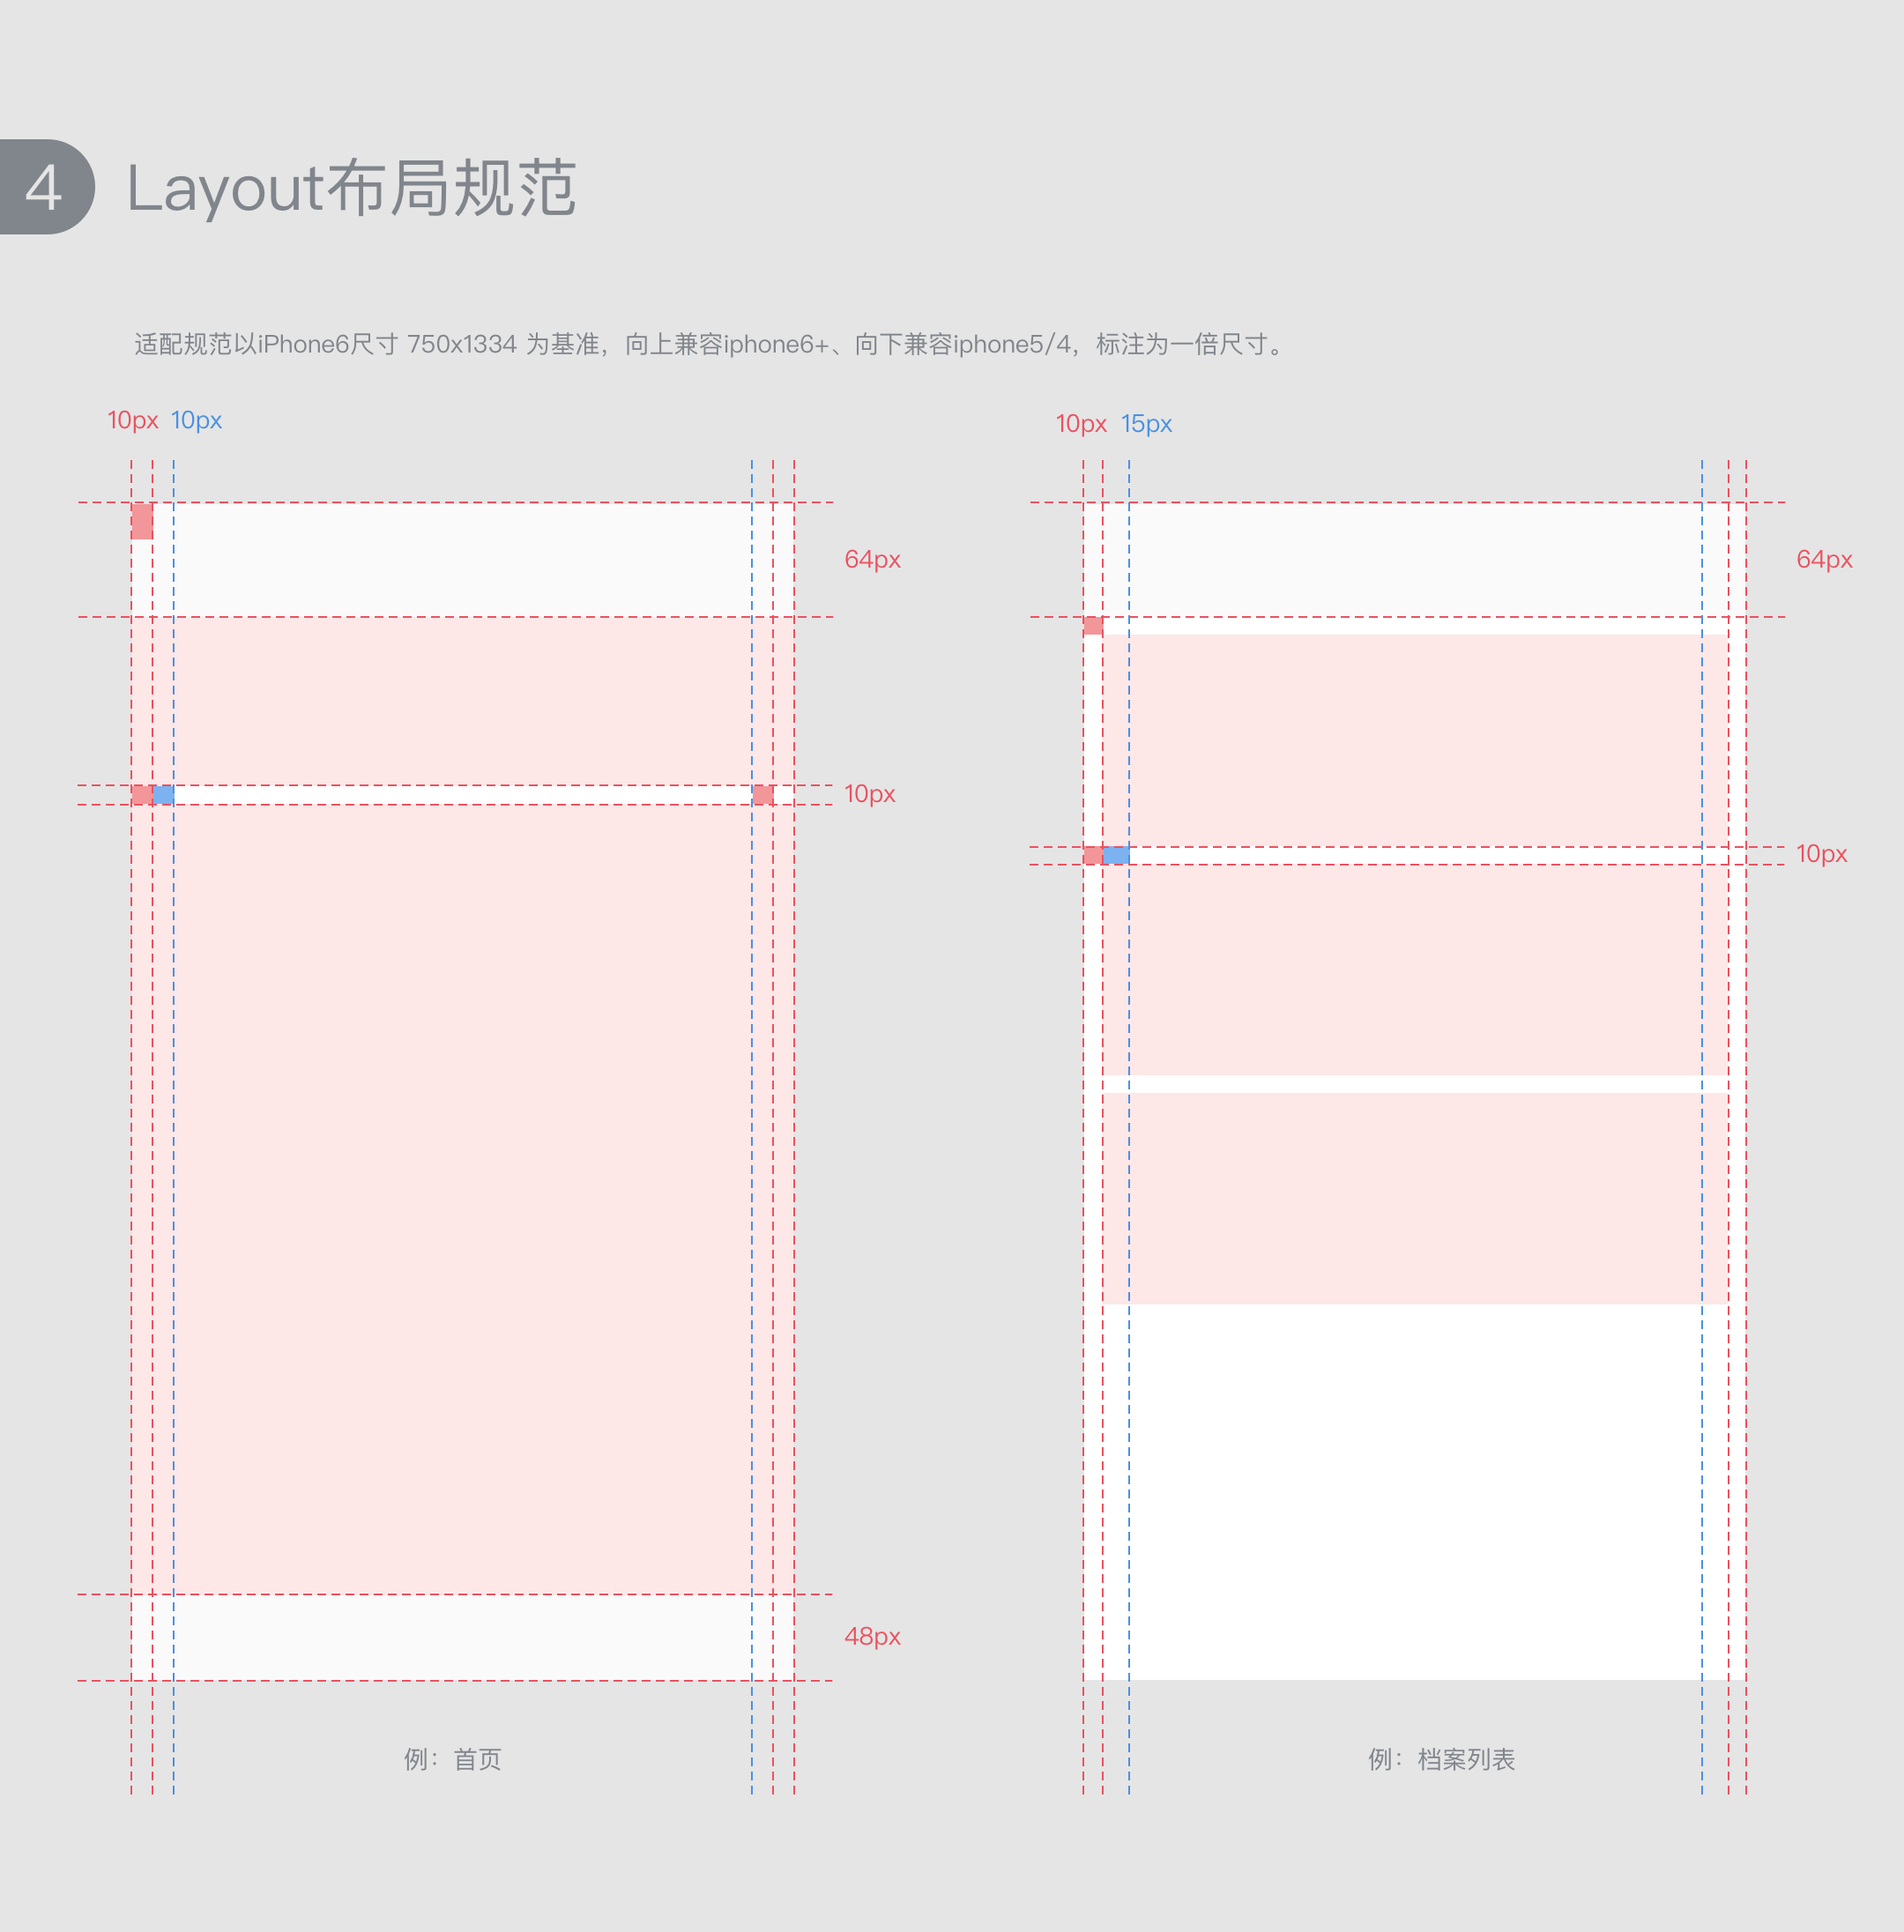 4
Layout布局规范
适配规范以iPhone6尺寸 750x1334 为基准，向上兼容iphone6+、向下兼容iphone5/4，标注为一倍尺寸。
10px 10px
64px
10px
48px
例：首页
10px 15px
64px
10px
例：档案列表